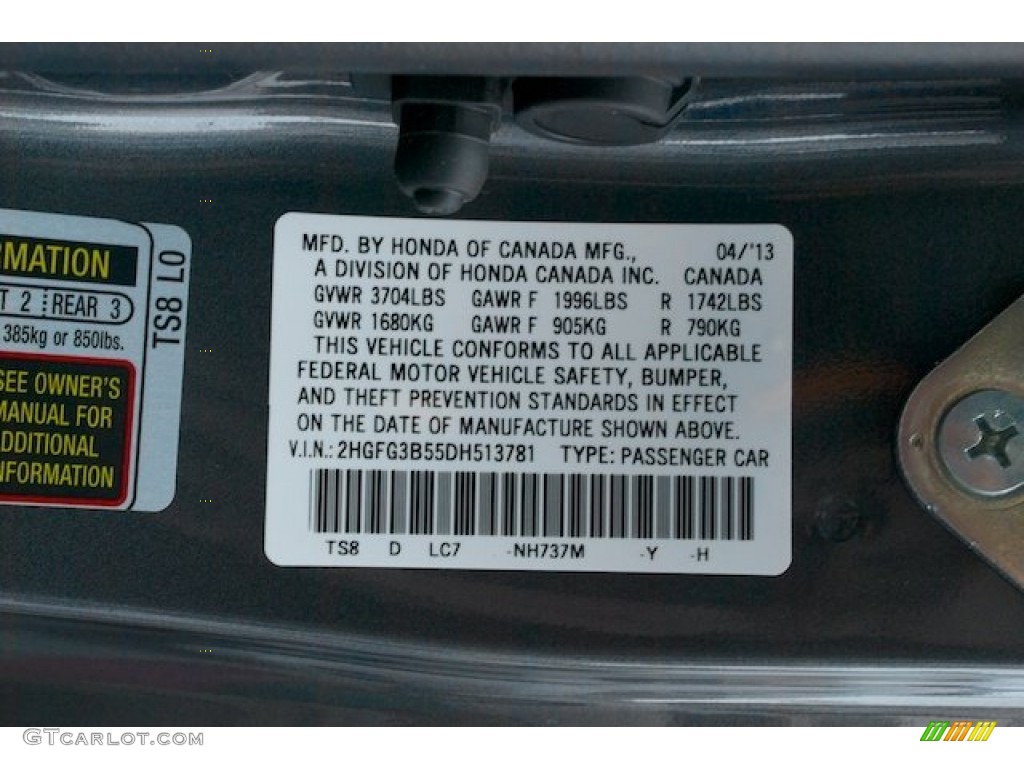 RMATION
T 2 REAR 3
385kg or 850lbs.
SEE OWNER'S
MANUAL FOR
ADDITIONAL
INFORMATION
TS8 L0
MFD. BY HONDA OF CANADA MFG., 04/'13
A DIVISION OF HONDA CANADA INC. CANADA
GVWR 3704LBS GAWR F 1996LBS R 1742LBS
GVWR 1680KG GAWR F 905KG R 790KG
THIS VEHICLE CONFORMS TO ALL APPLICABLE
FEDERAL MOTOR VEHICLE SAFETY, BUMPER,
AND THEFT PREVENTION STANDARDS IN EFFECT
ON THE DATE OF MANUFACTURE SHOWN ABOVE.
V.I.N.: 2HGFG3B55DH513781 TYPE: PASSENGER CAR
TS8 D LC7 -NH737M -Y -H
GTCarlot.com